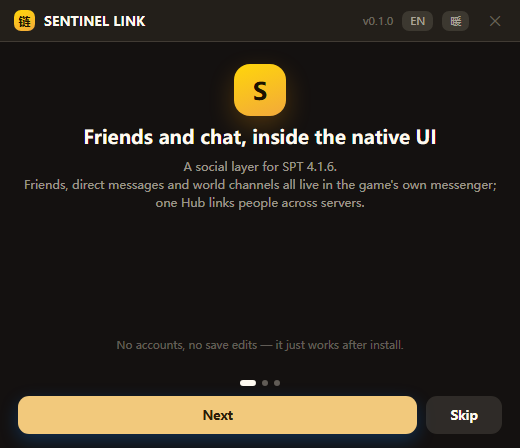 链 SENTINEL LINK v0.1.0 EN 暖
S
Friends and chat, inside the native UI
A social layer for SPT 4.1.6.
Friends, direct messages and world channels all live in the game's own messenger;
one Hub links people across servers.
No accounts, no save edits — it just works after install.
Next Skip